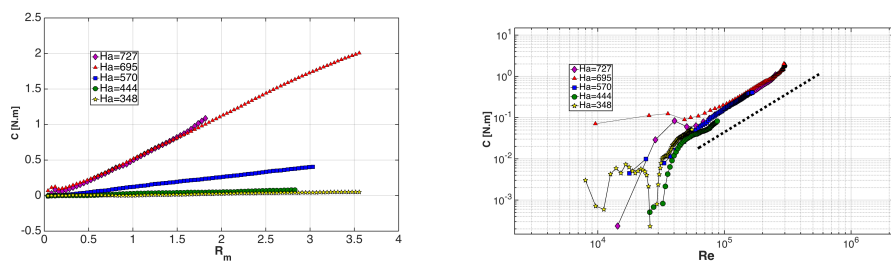 2.5
2
1.5
1
0.5
0
-0.5
C [N.m]
Ha=727
Ha=695
Ha=570
Ha=444
Ha=348
0 0.5 1 1.5 2 2.5 3 3.5 4
R_m
10^1
10^0
10^-1
10^-2
10^-3
C [N.m]
Ha=727
Ha=695
Ha=570
Ha=444
Ha=348
10^4 10^5 10^6
Re